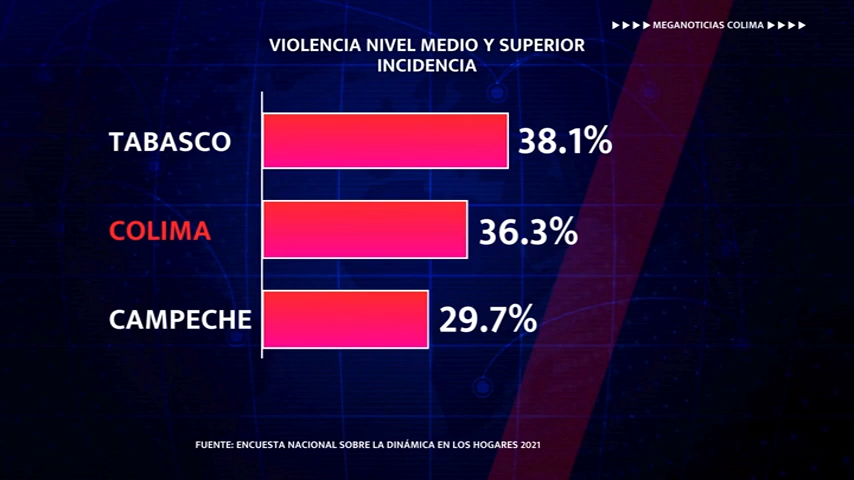 ▶▶▶▶ MEGANOTICIAS COLIMA ▶▶▶▶
VIOLENCIA NIVEL MEDIO Y SUPERIOR
INCIDENCIA
TABASCO 38.1%
COLIMA 36.3%
CAMPECHE 29.7%
FUENTE: ENCUESTA NACIONAL SOBRE LA DINÁMICA EN LOS HOGARES 2021